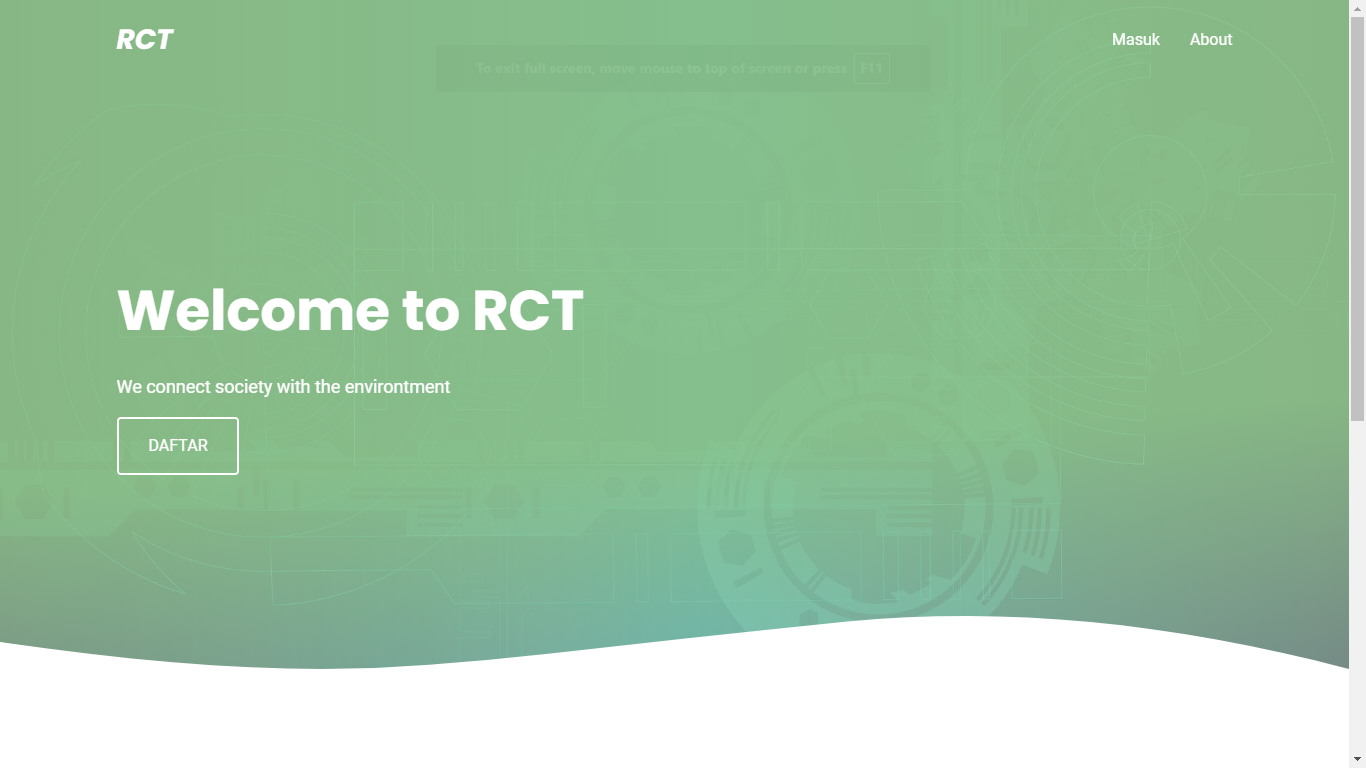 RCT
Masuk
About
To exit full screen, move mouse to top of screen or press F11
Welcome to RCT
We connect society with the environtment
DAFTAR